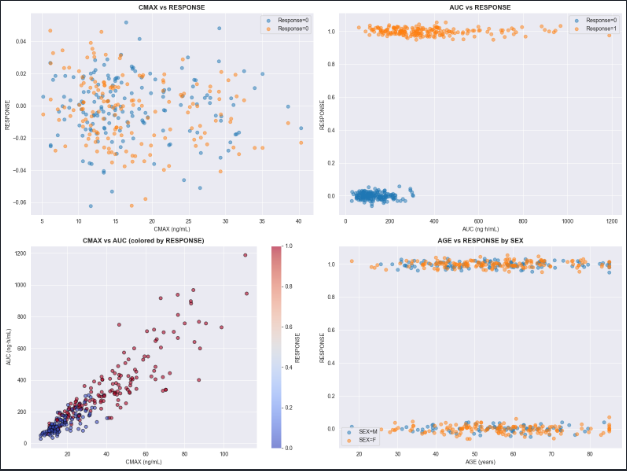 CMAX vs RESPONSE
Response=0
Response=0
0.04
0.02
0.00
−0.02
−0.04
−0.06
RESPONSE
5 10 15 20 25 30 35 40
CMAX (ng/mL)
AUC vs RESPONSE
Response=0
Response=1
1.0
0.8
0.6
0.4
0.2
0.0
RESPONSE
0 200 400 600 800 1000 1200
AUC (ng·h/mL)
CMAX vs AUC (colored by RESPONSE)
1200
1000
800
600
400
200
0
AUC (ng·h/mL)
20 40 60 80 100
CMAX (ng/mL)
1.0
0.8
0.6
0.4
0.2
0.0
RESPONSE
AGE vs RESPONSE by SEX
1.0
0.8
0.6
0.4
0.2
0.0
RESPONSE
SEX=M
SEX=F
20 30 40 50 60 70 80
AGE (years)